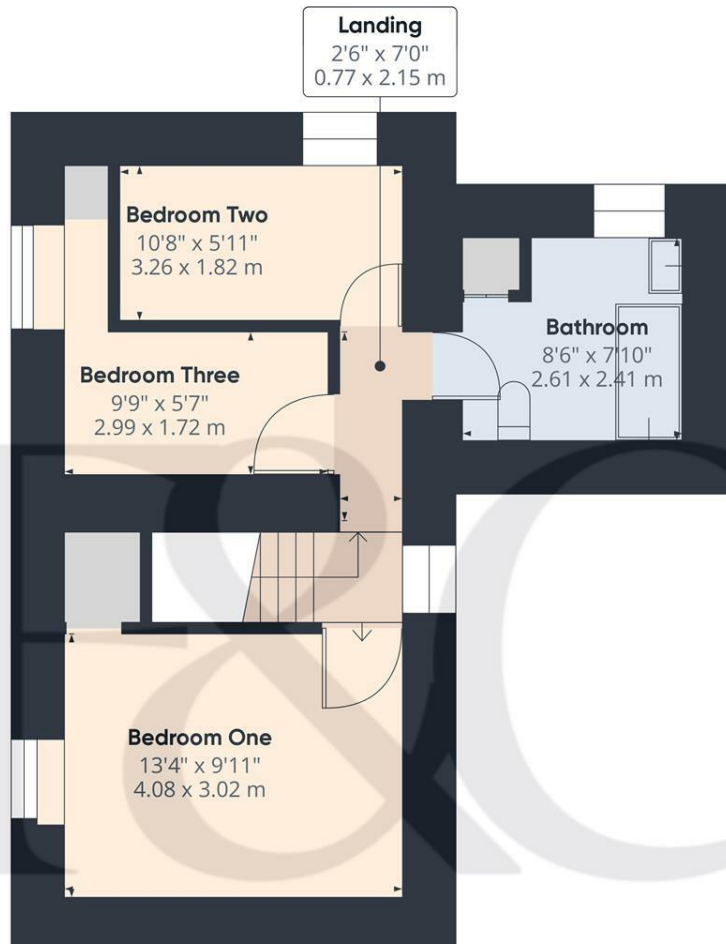 Landing
2'6" x 7'0"
0.77 x 2.15 m
Bedroom Two
10'8" x 5'11"
3.26 x 1.82 m
Bathroom
8'6" x 7'10"
2.61 x 2.41 m
Bedroom Three
9'9" x 5'7"
2.99 x 1.72 m
F&C
Bedroom One
13'4" x 9'11"
4.08 x 3.02 m